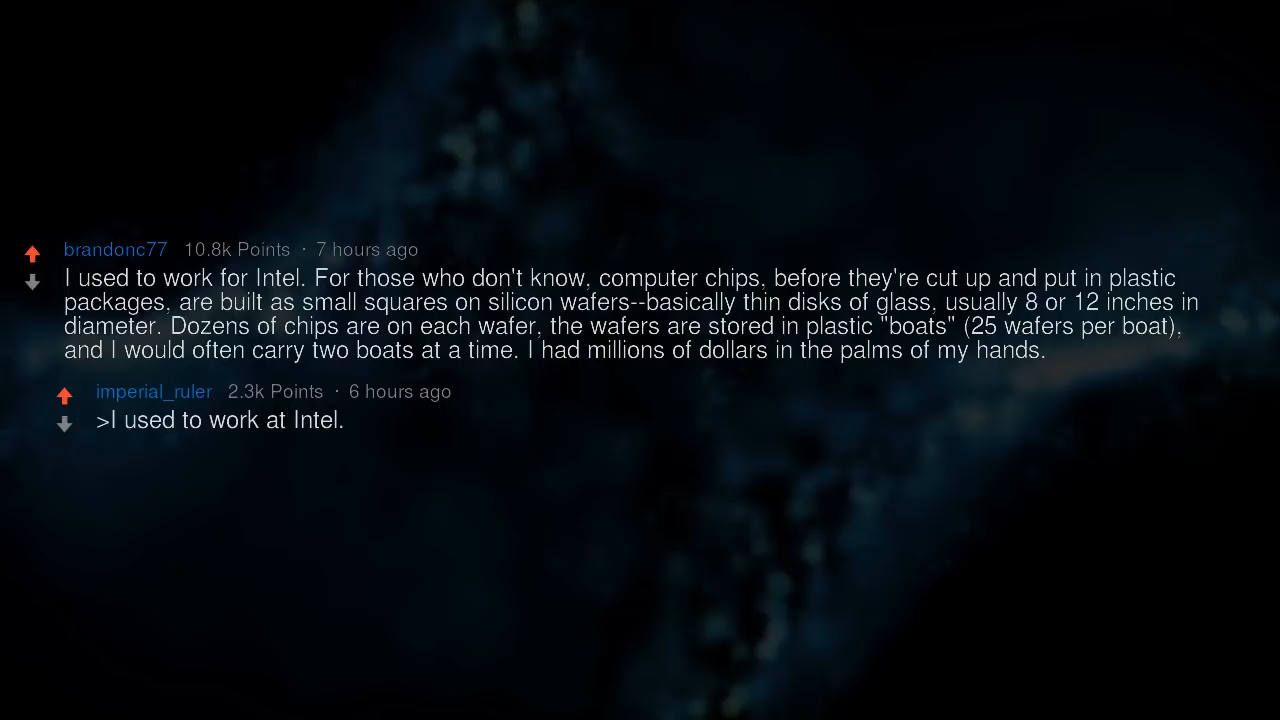 brandonc77 10.8k Points · 7 hours ago
I used to work for Intel. For those who don't know, computer chips, before they're cut up and put in plastic
packages, are built as small squares on silicon wafers--basically thin disks of glass, usually 8 or 12 inches in
diameter. Dozens of chips are on each wafer, the wafers are stored in plastic "boats" (25 wafers per boat),
and I would often carry two boats at a time. I had millions of dollars in the palms of my hands.
imperial_ruler 2.3k Points · 6 hours ago
>I used to work at Intel.